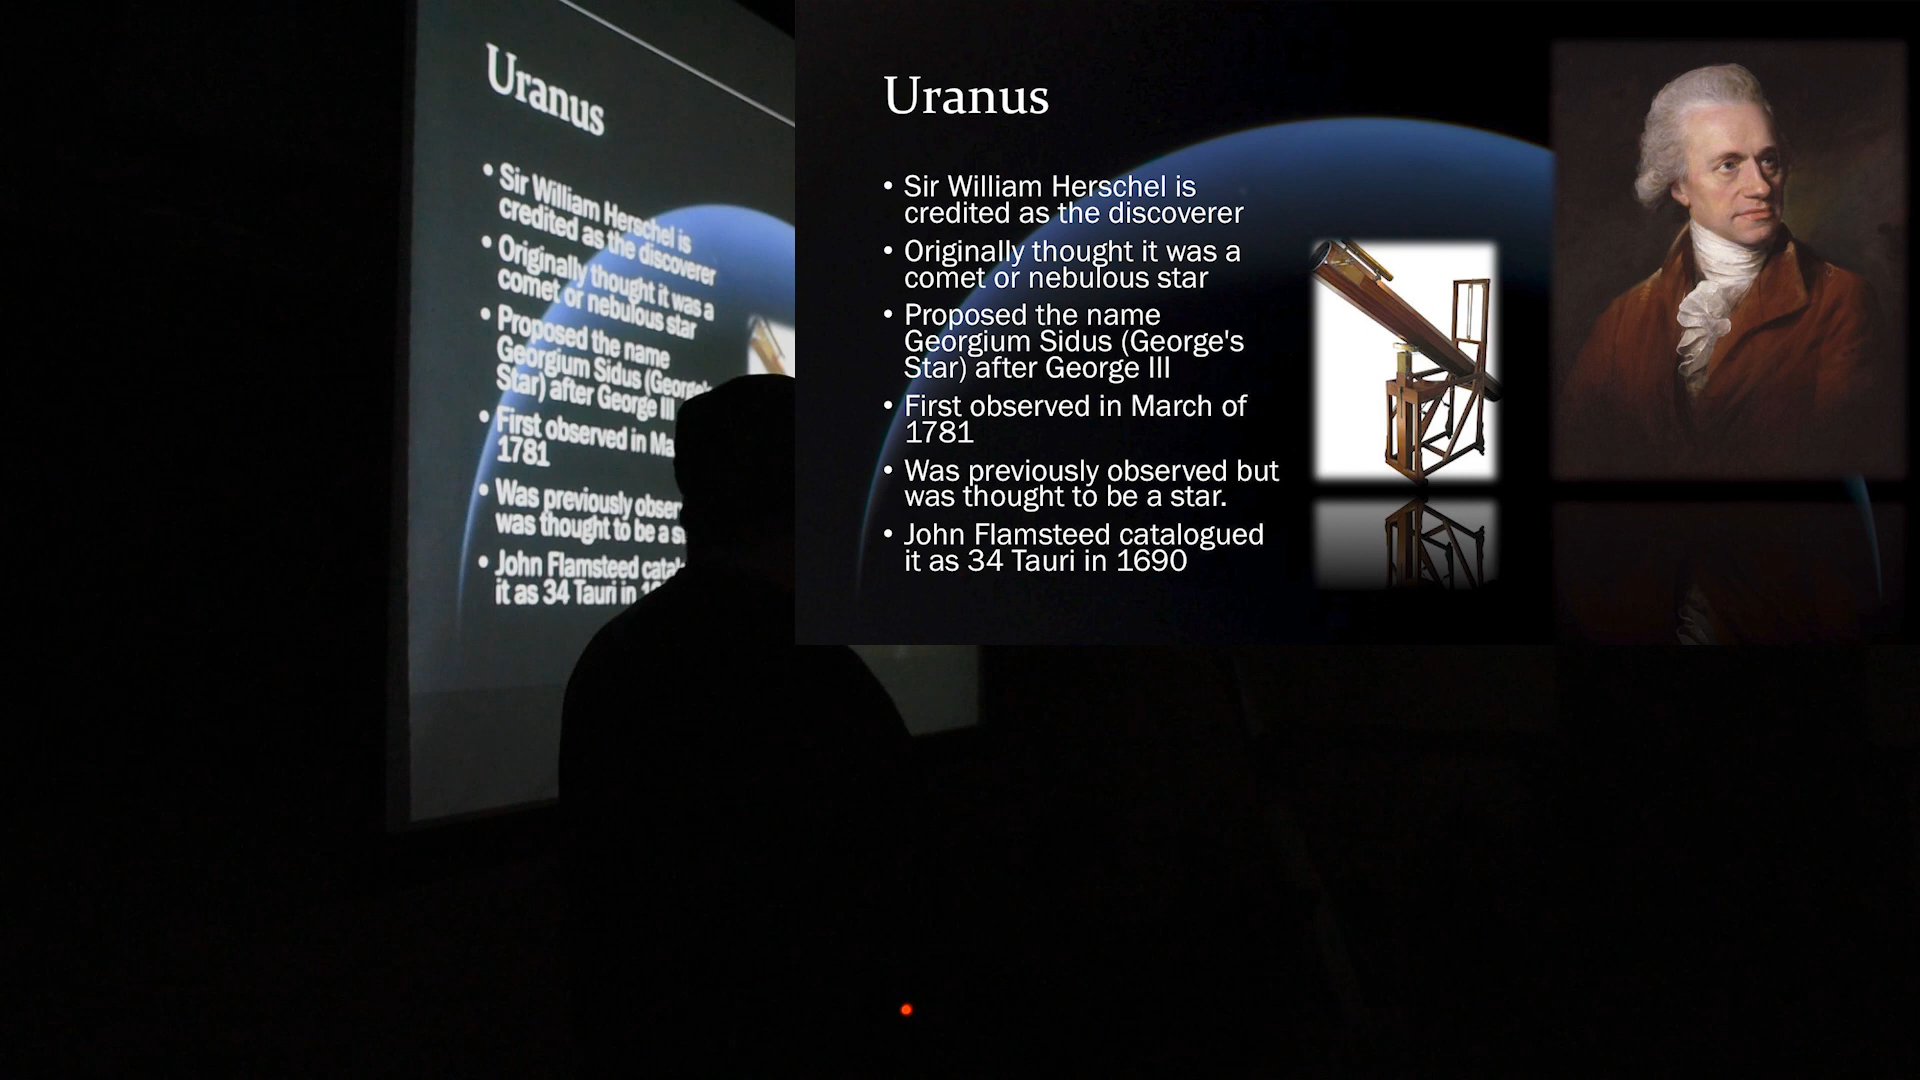 Uranus
• Sir William Herschel is
credited as the discoverer
• Originally thought it was a
comet or nebulous star
• Proposed the name
Georgium Sidus (George's
Star) after George III
• First observed in Ma
1781
• Was previously obser
was thought to be a s
• John Flamsteed cata
it as 34 Tauri in
Uranus
• Sir William Herschel is
credited as the discoverer
• Originally thought it was a
comet or nebulous star
• Proposed the name
Georgium Sidus (George's
Star) after George III
• First observed in March of
1781
• Was previously observed but
was thought to be a star.
• John Flamsteed catalogued
it as 34 Tauri in 1690